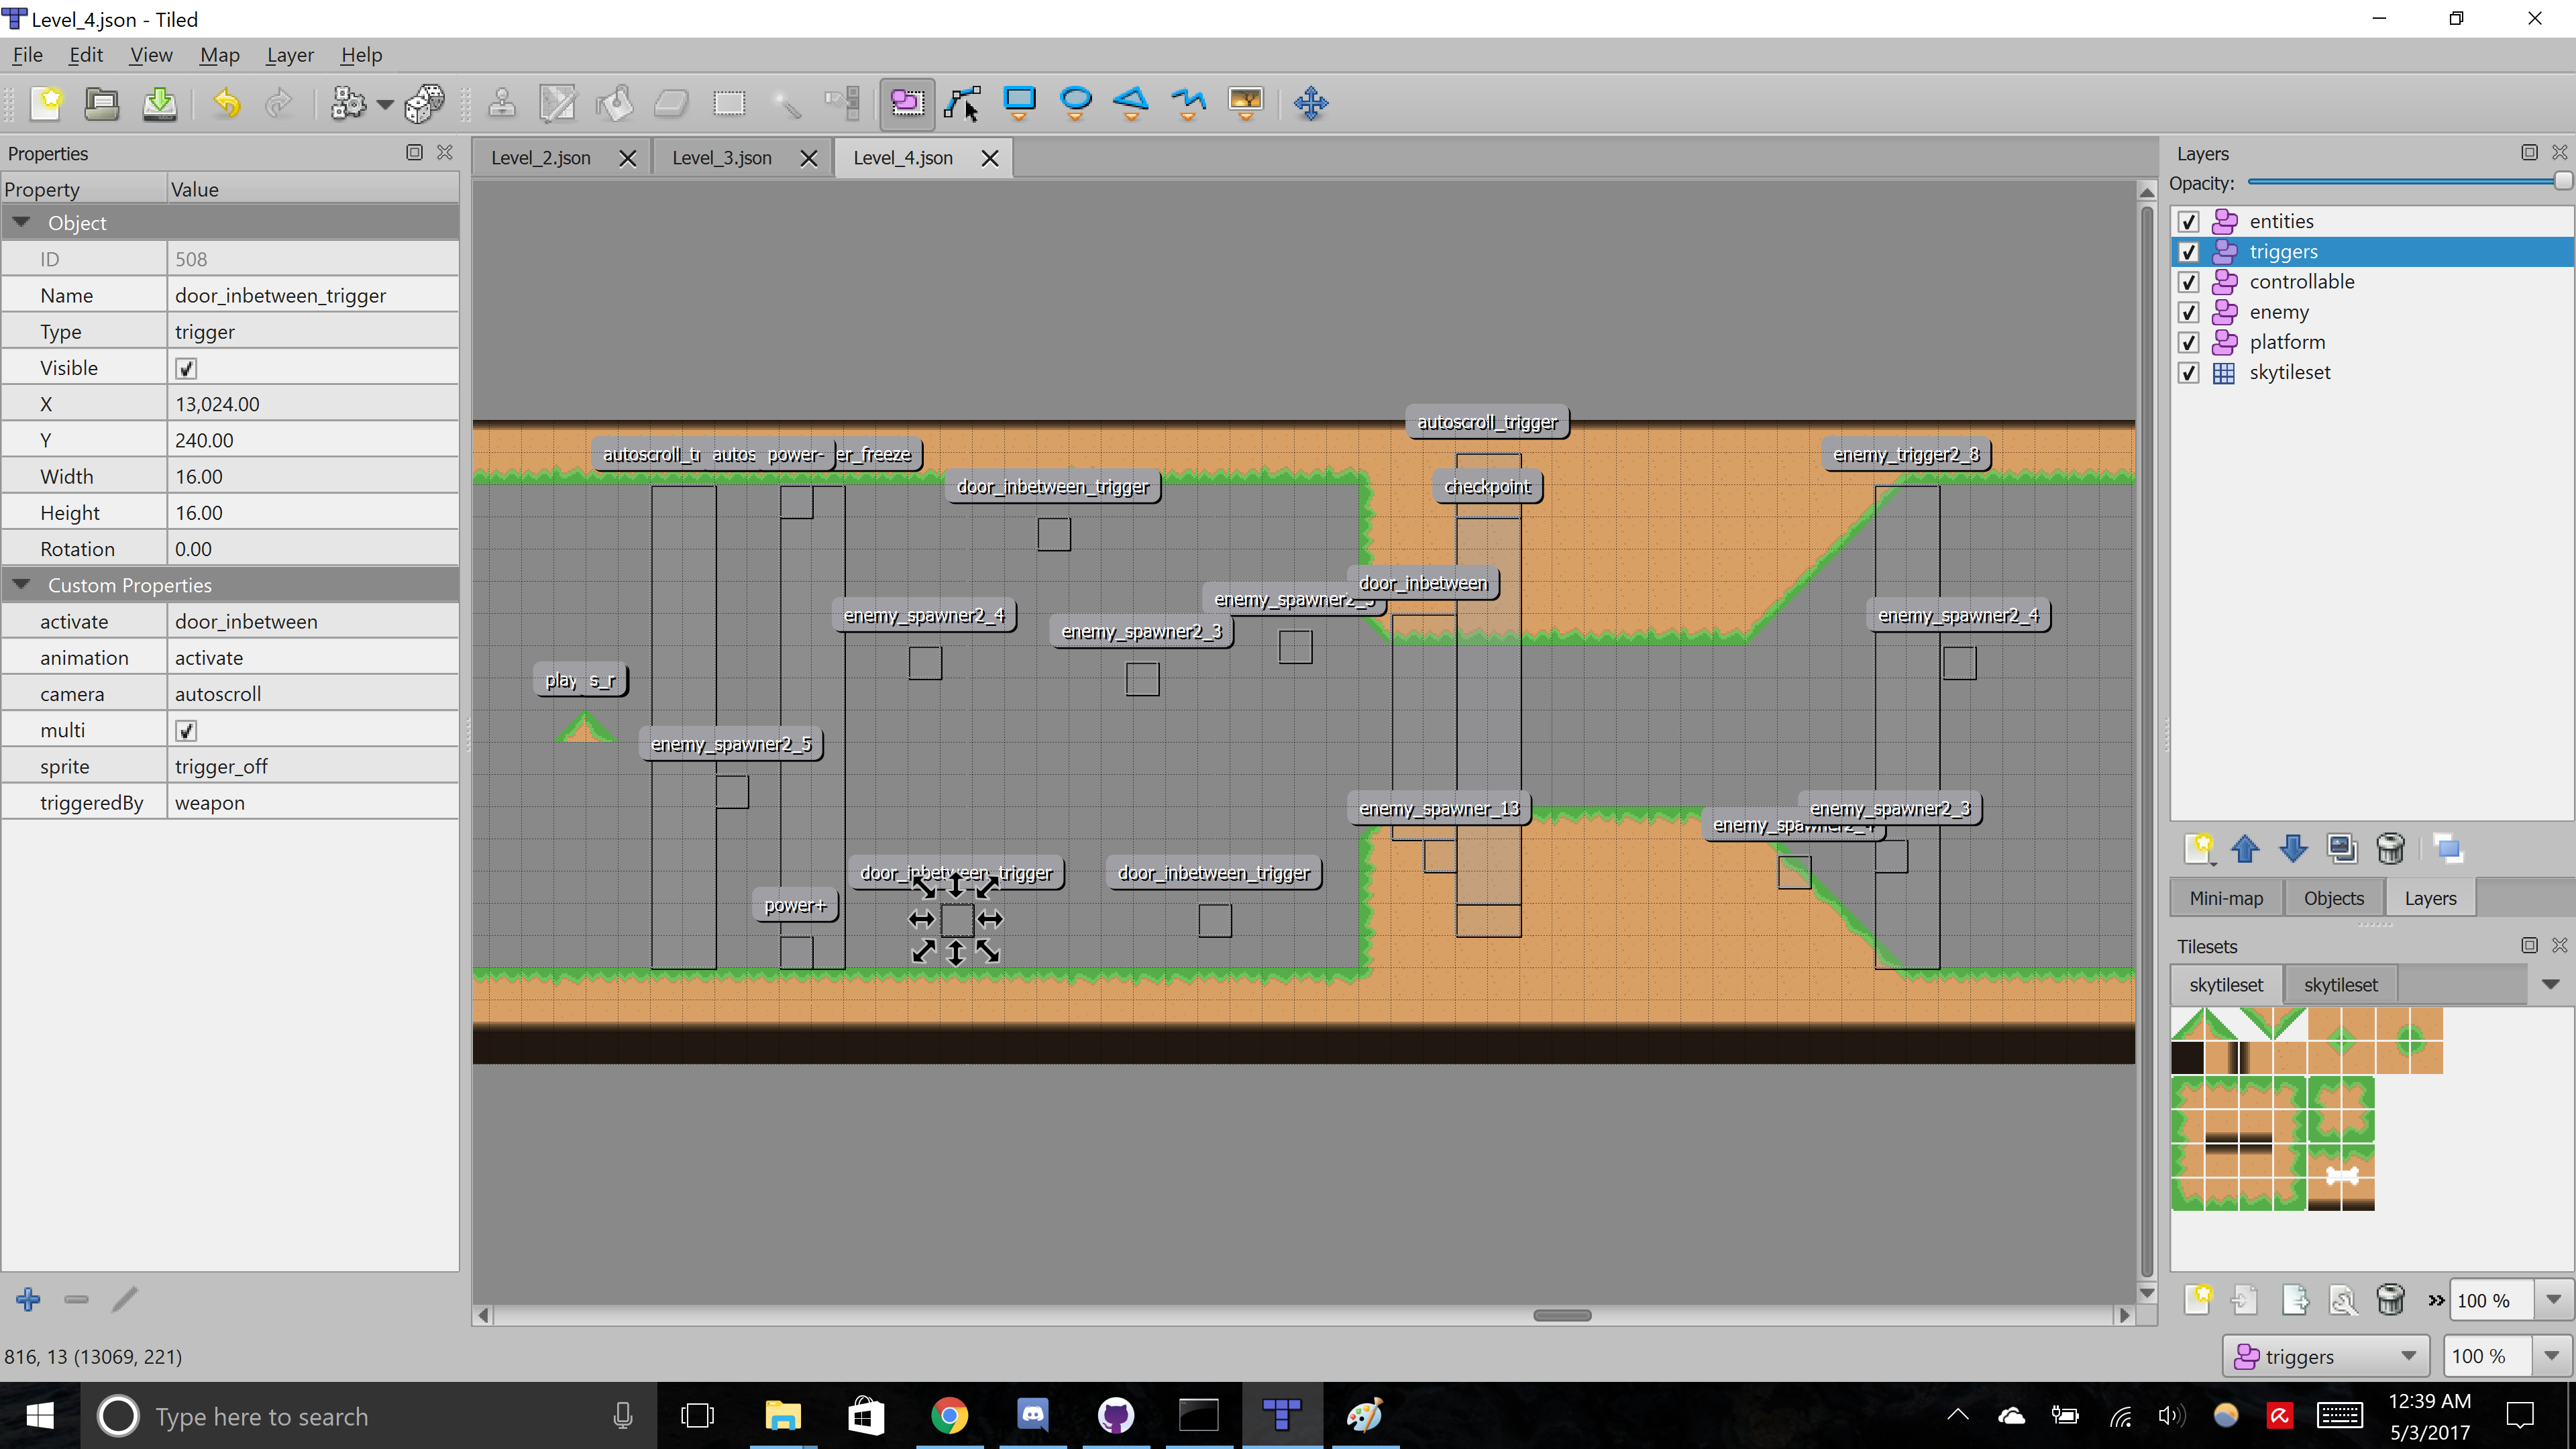 Level_4.json - Tiled
File Edit View Map Layer Help
Properties
Property Value
Object
ID 508
Name door_inbetween_trigger
Type trigger
Visible
X 13,024.00
Y 240.00
Width 16.00
Height 16.00
Rotation 0.00
Custom Properties
activate door_inbetween
animation activate
camera autoscroll
multi
sprite trigger_off
triggeredBy weapon
816, 13 (13069, 221)
Level_2.json Level_3.json Level_4.json
autoscroll_trigger
autoscroll_tr autos power- er_freeze
enemy_trigger2_8
door_inbetween_trigger
checkpoint
door_inbetween
enemy_spawner2_
enemy_spawner2_4
enemy_spawner2_3
enemy_spawner2_4
play s_r
enemy_spawner2_5
enemy_spawner_13
enemy_spawner2_3
door_inbetween_trigger
door_inbetween_trigger
power+
Layers
Opacity:
entities
triggers
controllable
enemy
platform
skytileset
Mini-map Objects Layers
Tilesets
skytileset skytileset
100 %
triggers 100 %
Type here to search
12:39 AM
5/3/2017